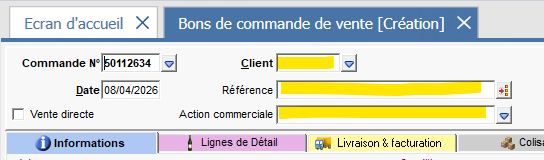 Ecran d'accueil Bons de commande de vente [Création]
Commande N° 50112634 Client
Date 08/04/2026 Référence
Vente directe Action commerciale
Informations Lignes de Détail Livraison & facturation Colisa